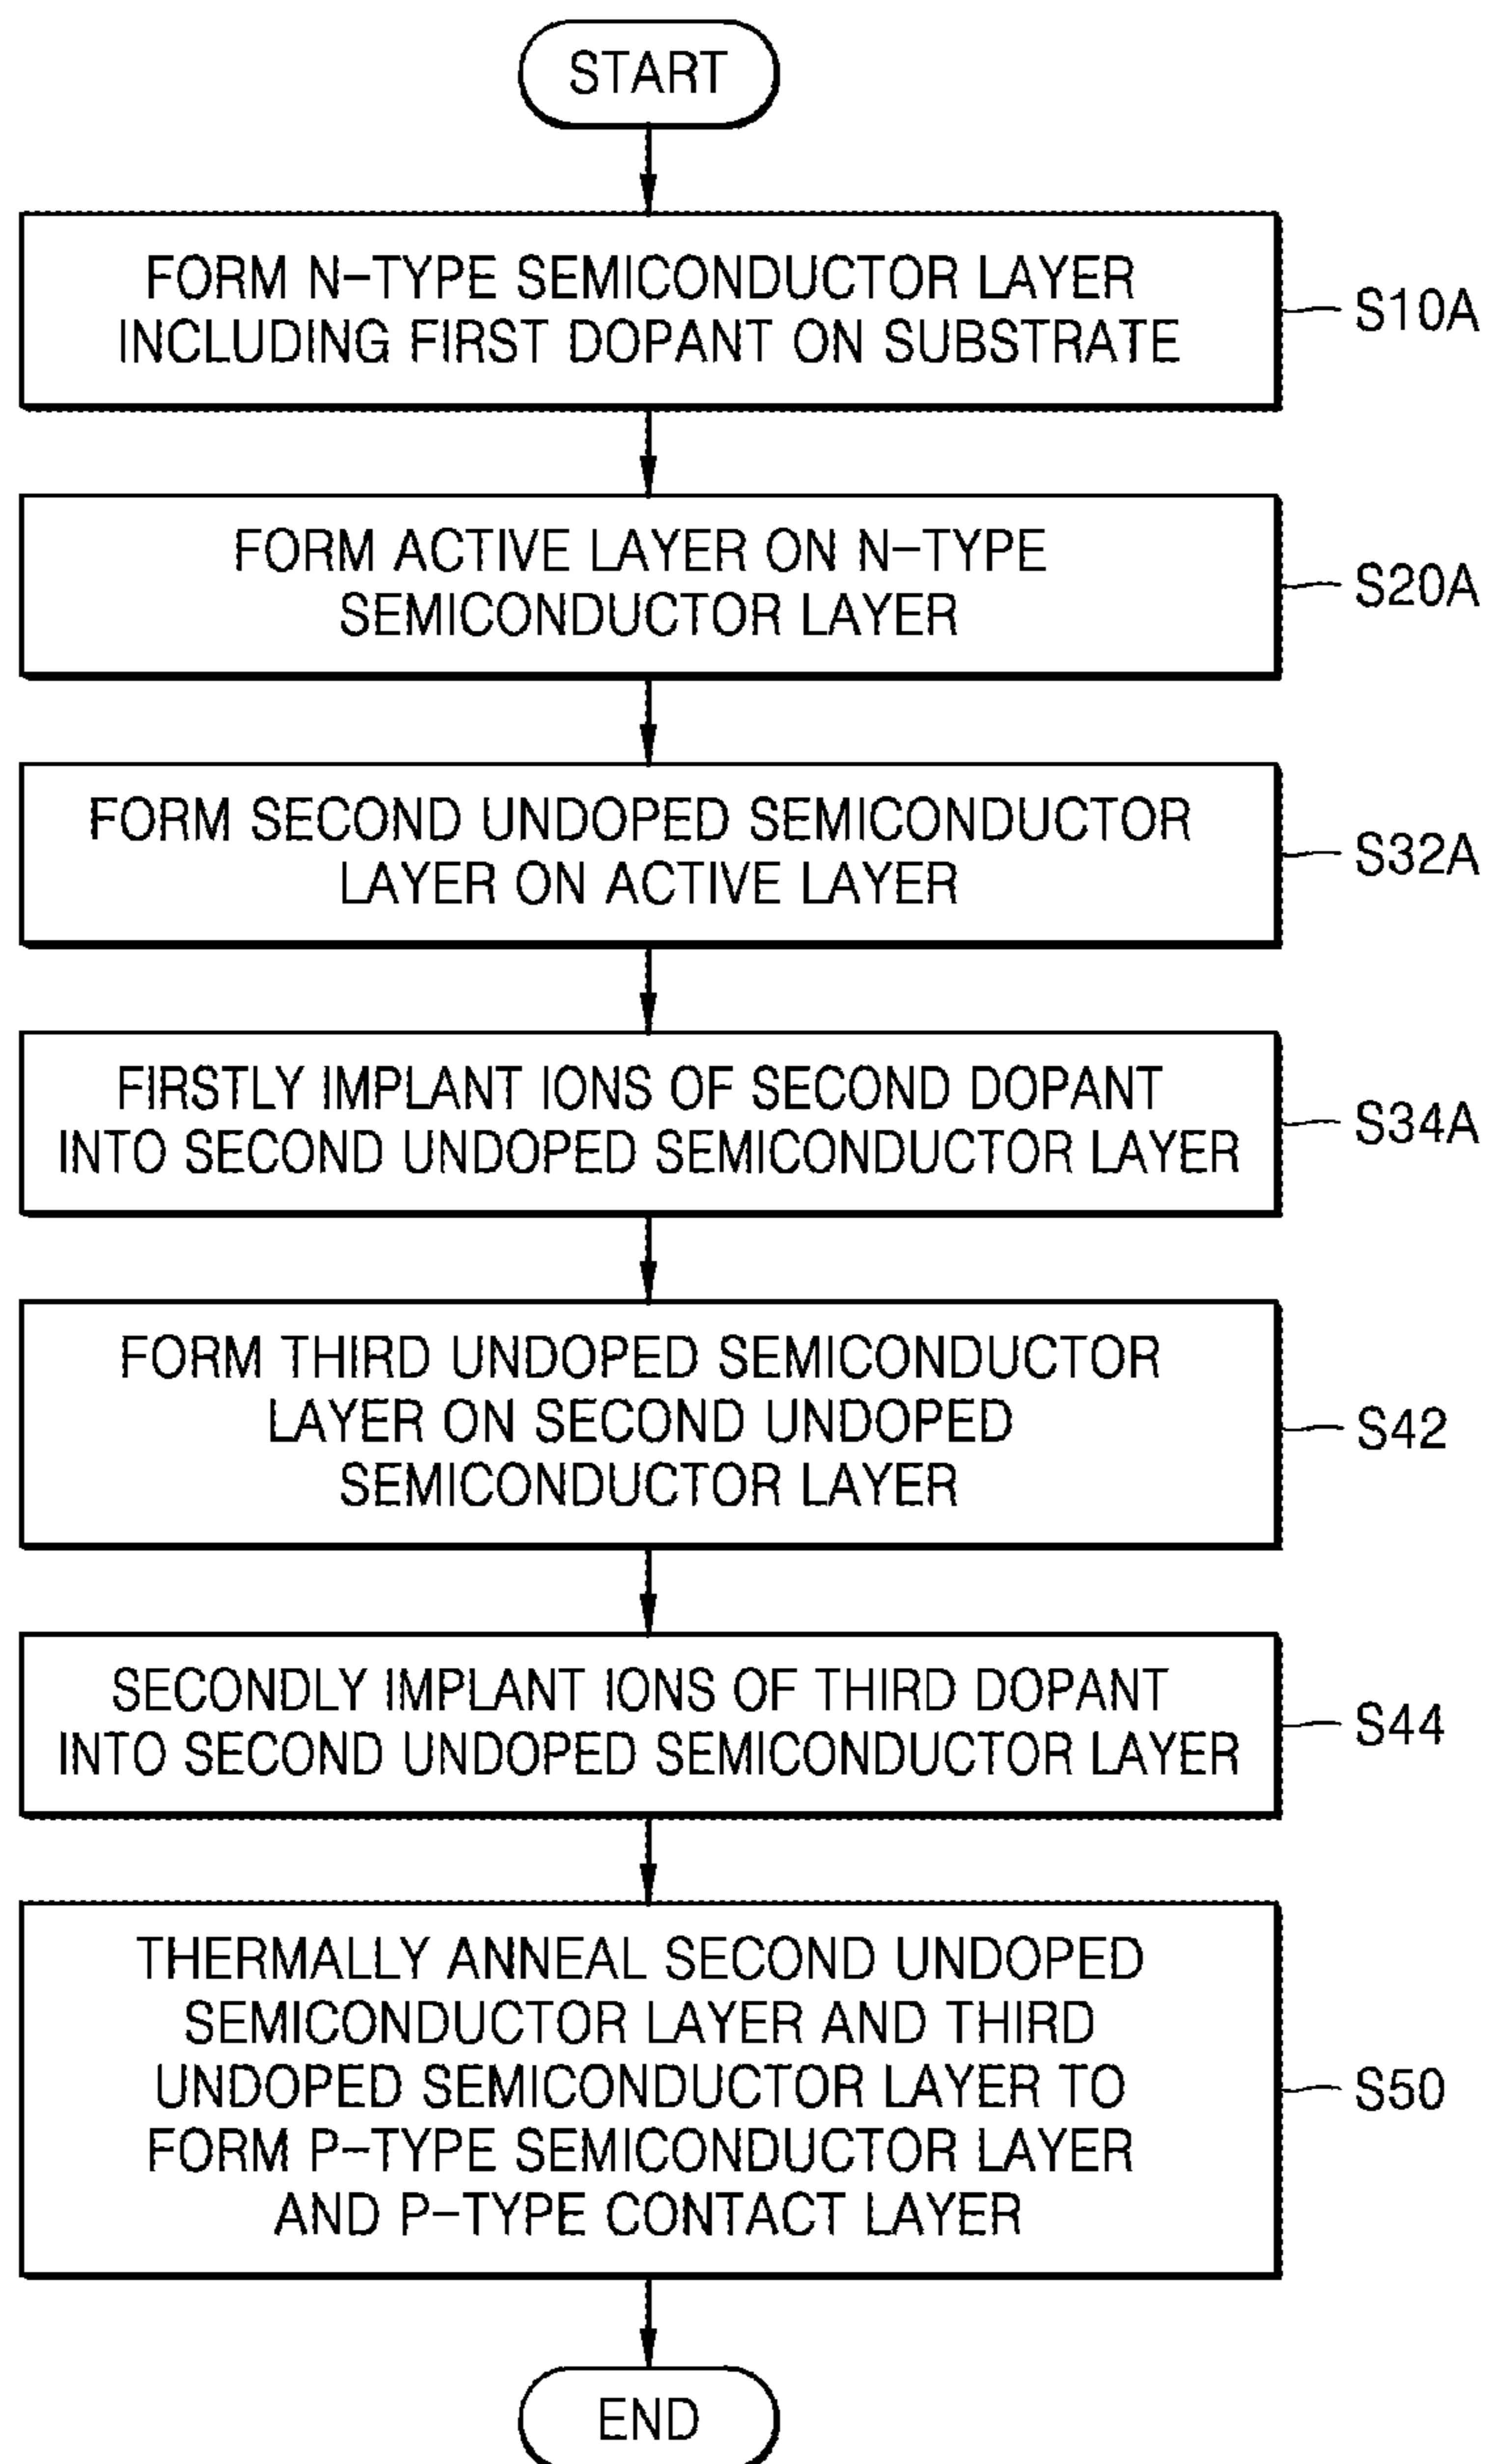 START
FORM N-TYPE SEMICONDUCTOR LAYER
INCLUDING FIRST DOPANT ON SUBSTRATE
S10A
FORM ACTIVE LAYER ON N-TYPE
SEMICONDUCTOR LAYER
S20A
FORM SECOND UNDOPED SEMICONDUCTOR
LAYER ON ACTIVE LAYER
S32A
FIRSTLY IMPLANT IONS OF SECOND DOPANT
INTO SECOND UNDOPED SEMICONDUCTOR LAYER
S34A
FORM THIRD UNDOPED SEMICONDUCTOR
LAYER ON SECOND UNDOPED
SEMICONDUCTOR LAYER
S42
SECONDLY IMPLANT IONS OF THIRD DOPANT
INTO SECOND UNDOPED SEMICONDUCTOR LAYER
S44
THERMALLY ANNEAL SECOND UNDOPED
SEMICONDUCTOR LAYER AND THIRD
UNDOPED SEMICONDUCTOR LAYER TO
FORM P-TYPE SEMICONDUCTOR LAYER
AND P-TYPE CONTACT LAYER
S50
END